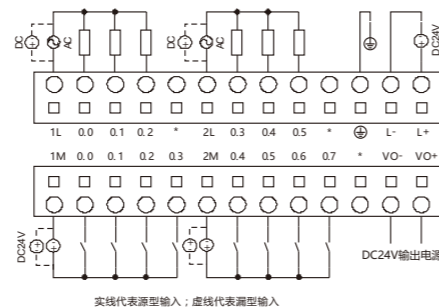 DC AC DC AC DC24V
1L 0.0 0.1 0.2 * 2L 0.3 0.4 0.5 * L- L+
1M 0.0 0.1 0.2 0.3 2M 0.4 0.5 0.6 0.7 * VO- VO+
DC24V DC24V输出电源
实线代表源型输入；虚线代表漏型输入